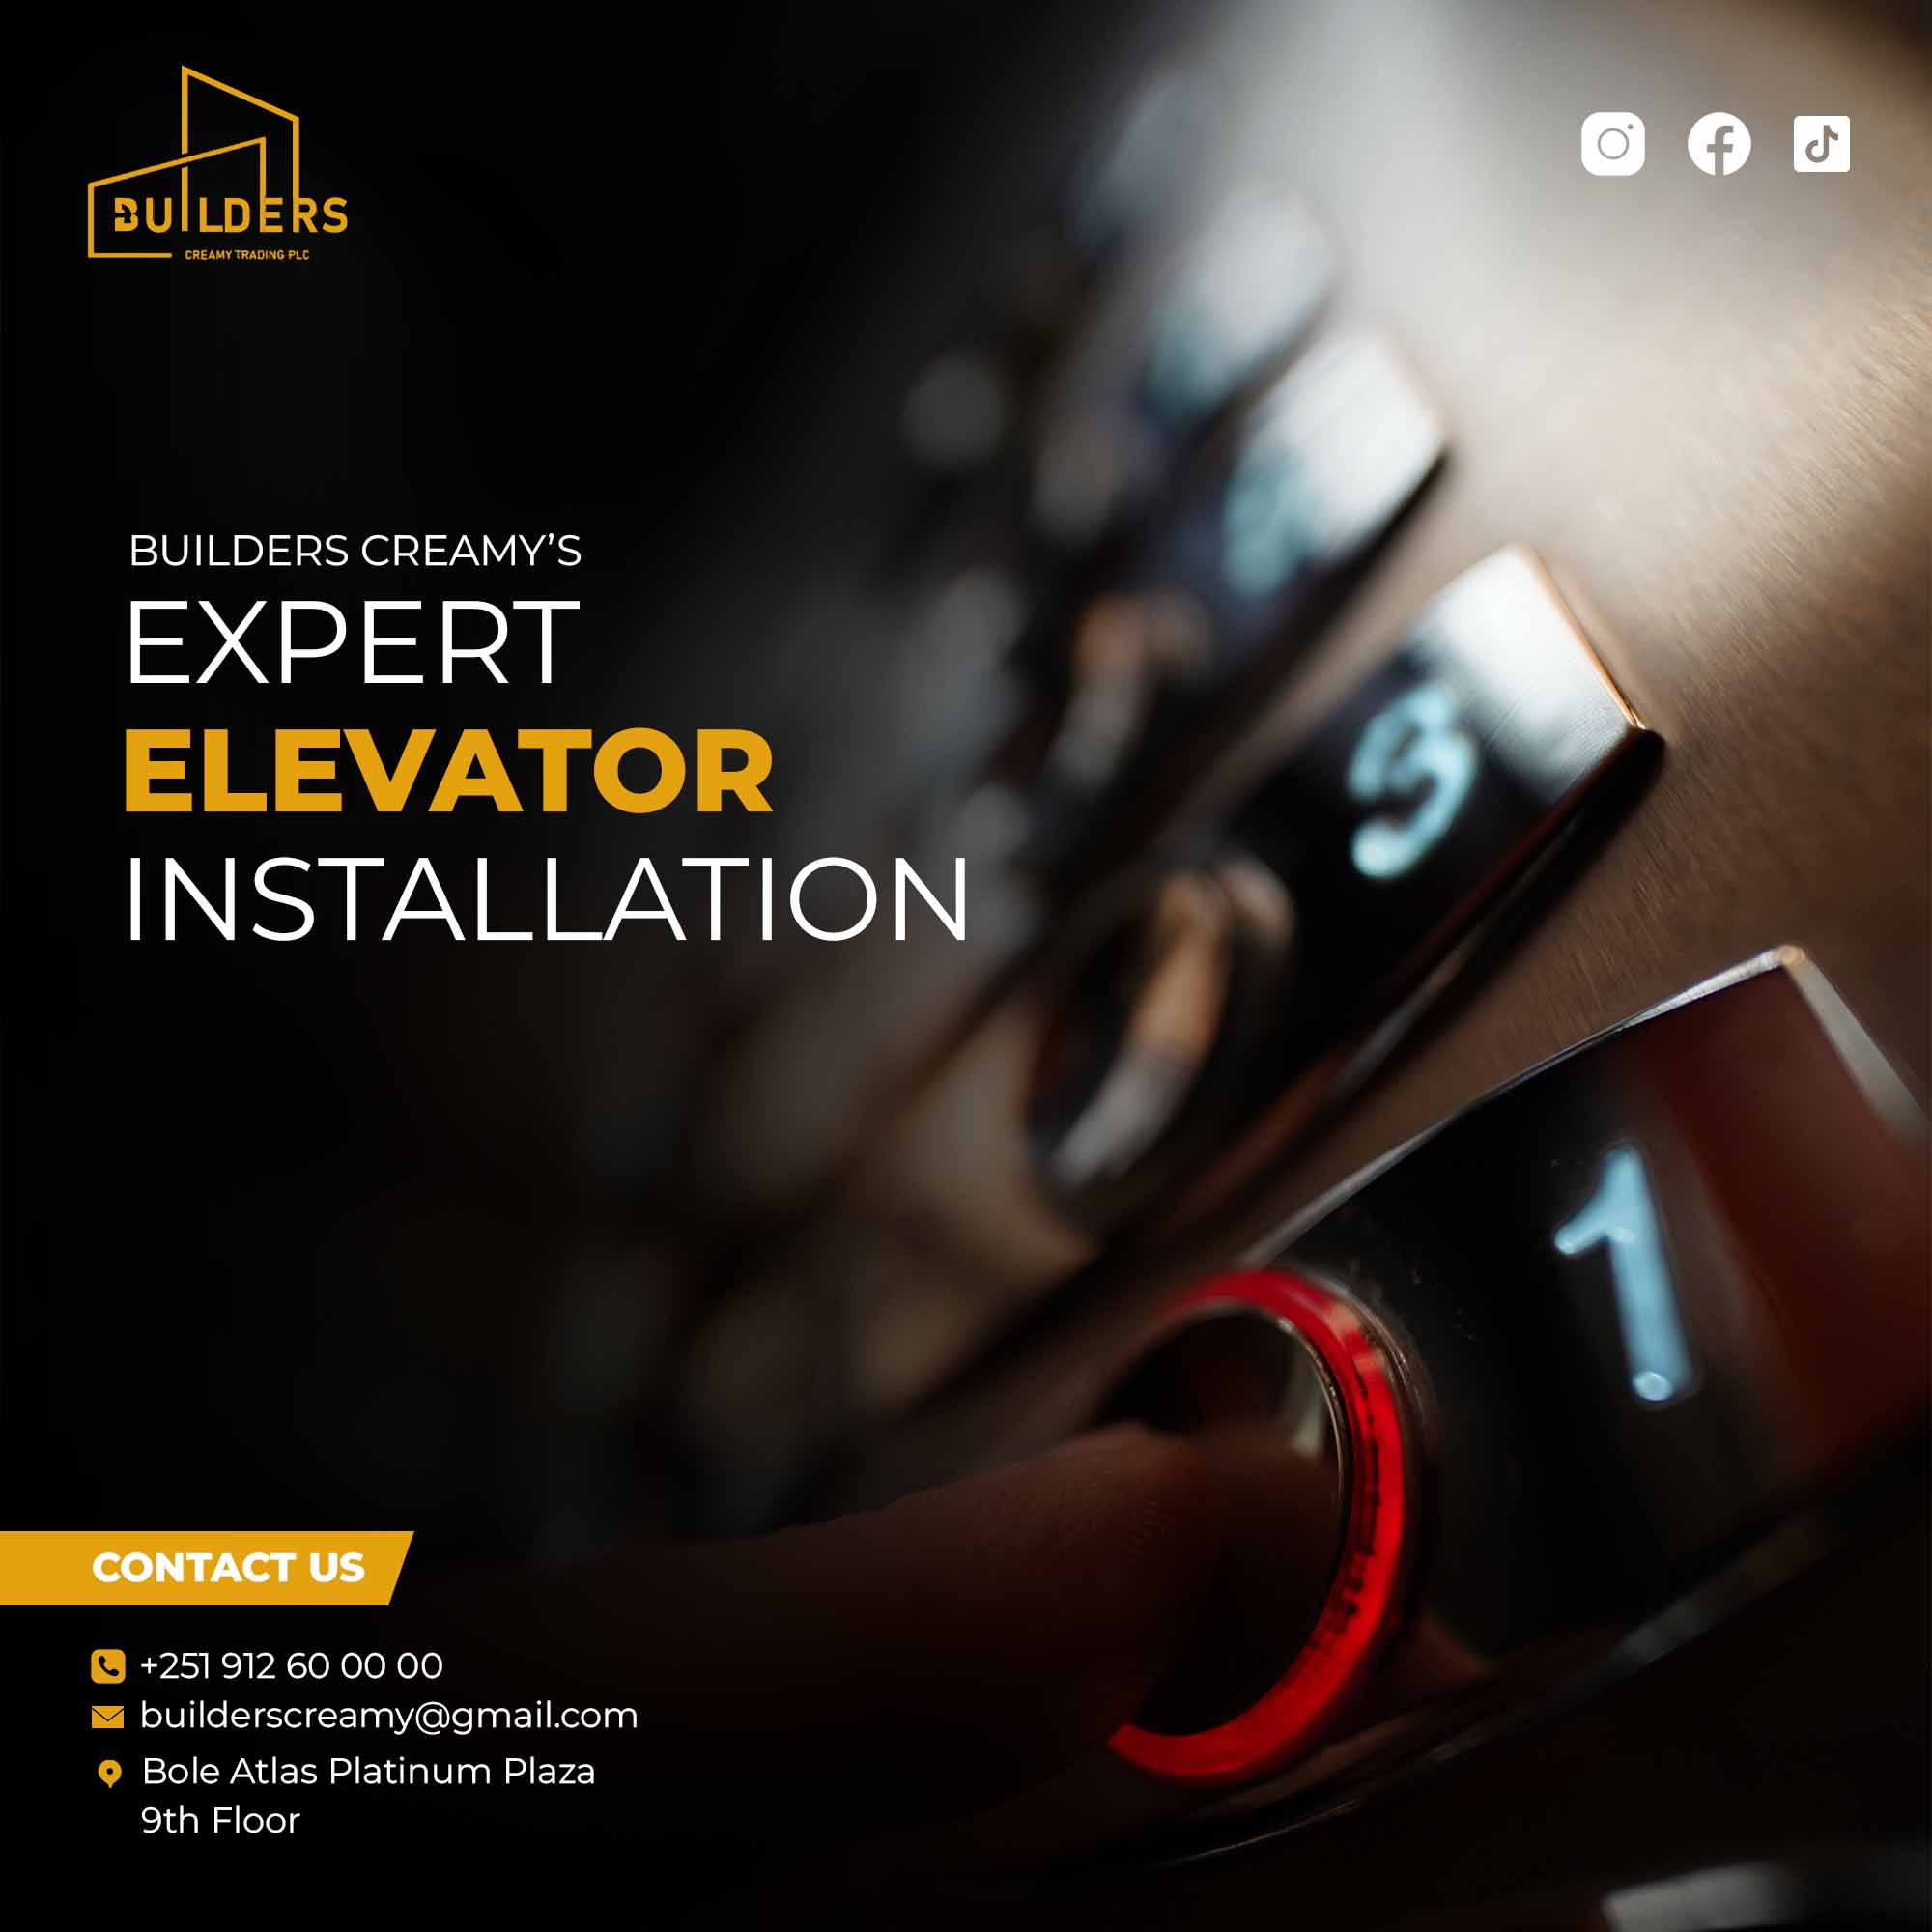 BUILDERS
CREAMY TRADING PLC
BUILDERS CREAMY’S
EXPERT
ELEVATOR
INSTALLATION
9
1
CONTACT US
+251 912 60 00 00
builderscreamy@gmail.com
Bole Atlas Platinum Plaza
9th Floor